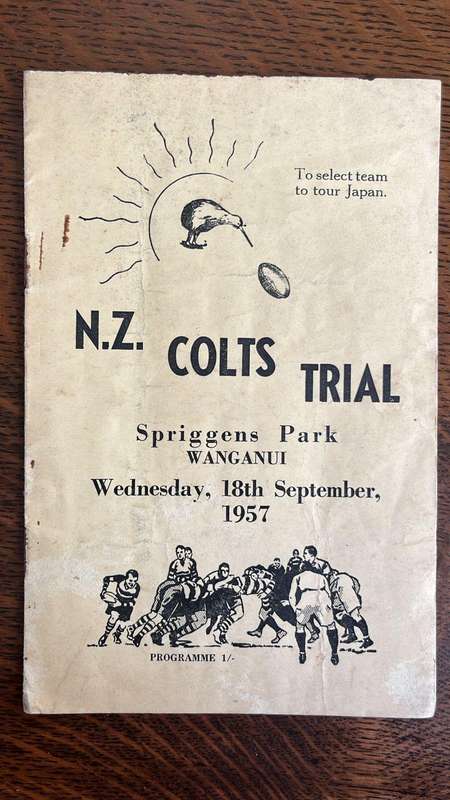 To select team
to tour Japan.
N.Z. COLTS TRIAL
Spriggens Park
WANGANUI
Wednesday, 18th September,
1957
PROGRAMME 1/-